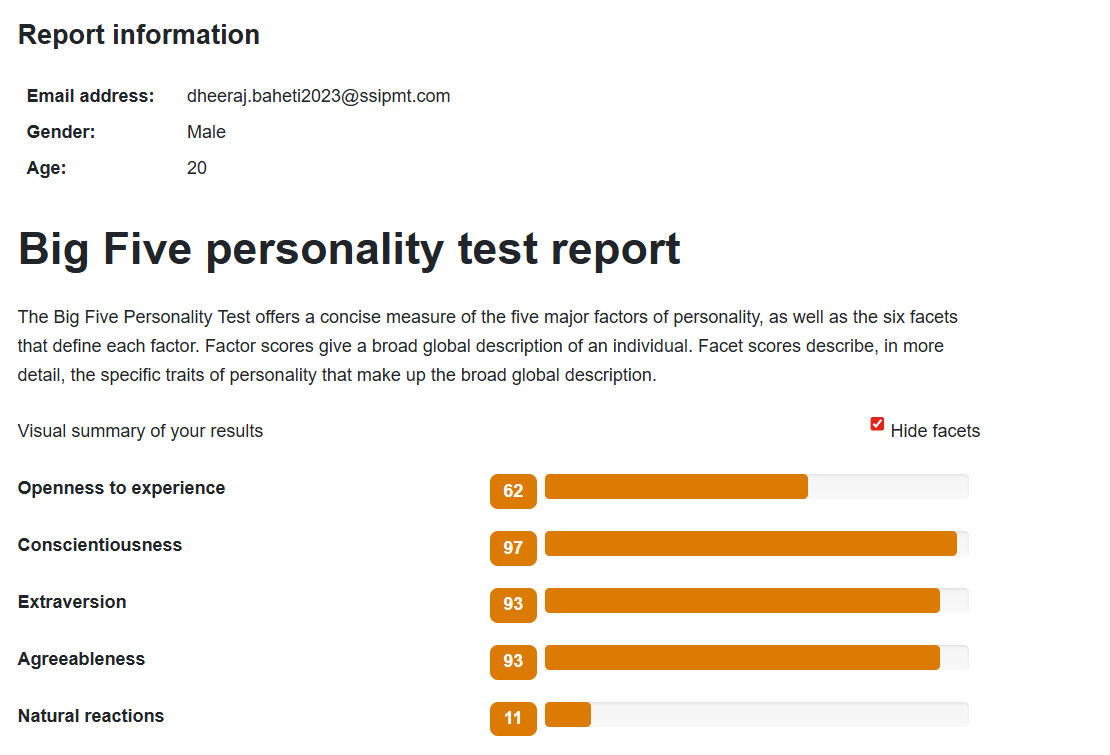 Report information
Email address: dheeraj.baheti2023@ssipmt.com
Gender: Male
Age: 20
Big Five personality test report
The Big Five Personality Test offers a concise measure of the five major factors of personality, as well as the six facets
that define each factor. Factor scores give a broad global description of an individual. Facet scores describe, in more
detail, the specific traits of personality that make up the broad global description.
Visual summary of your results Hide facets
Openness to experience 62
Conscientiousness 97
Extraversion 93
Agreeableness 93
Natural reactions 11